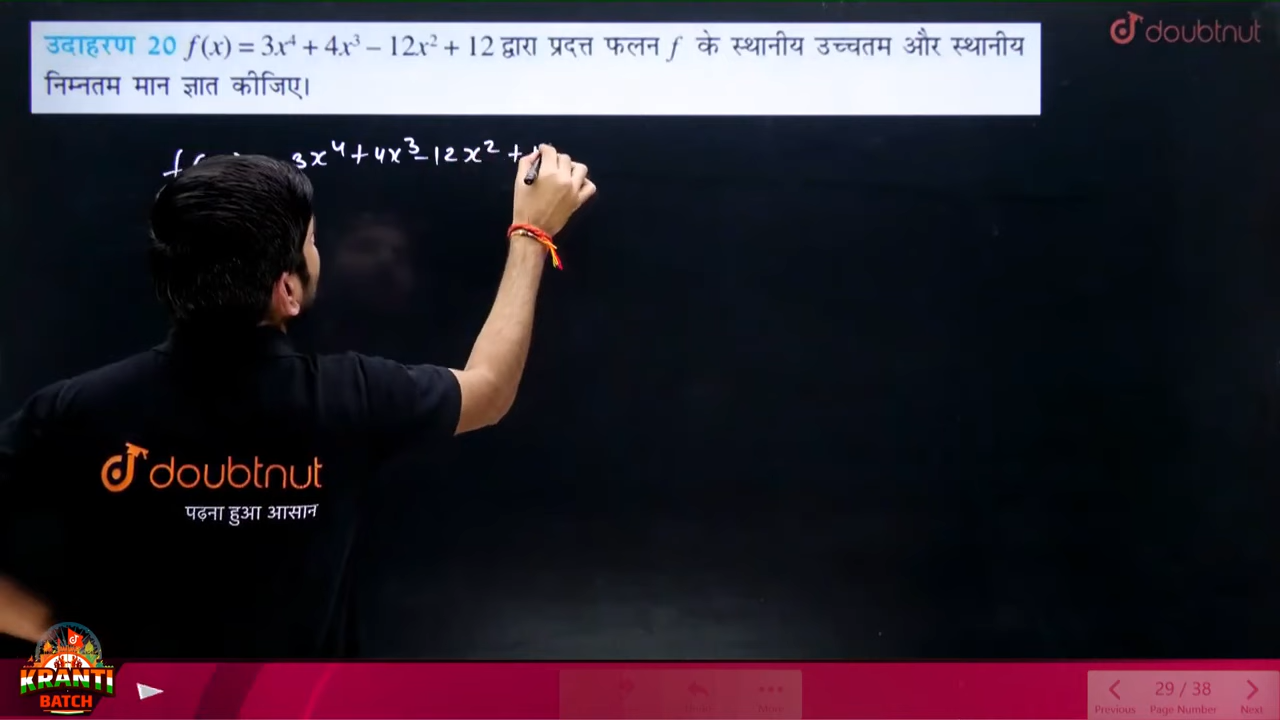 उदाहरण 20 f(x) = 3x⁴ + 4x³ – 12x² + 12 द्वारा प्रदत्त फलन f के स्थानीय उच्चतम और स्थानीय
निम्नतम मान ज्ञात कीजिए।
doubtnut
3x⁴ + 4x³ – 12x² +
doubtnut
पढ़ना हुआ आसान
KRANTI
BATCH
29 / 38
Previous Page Number Next